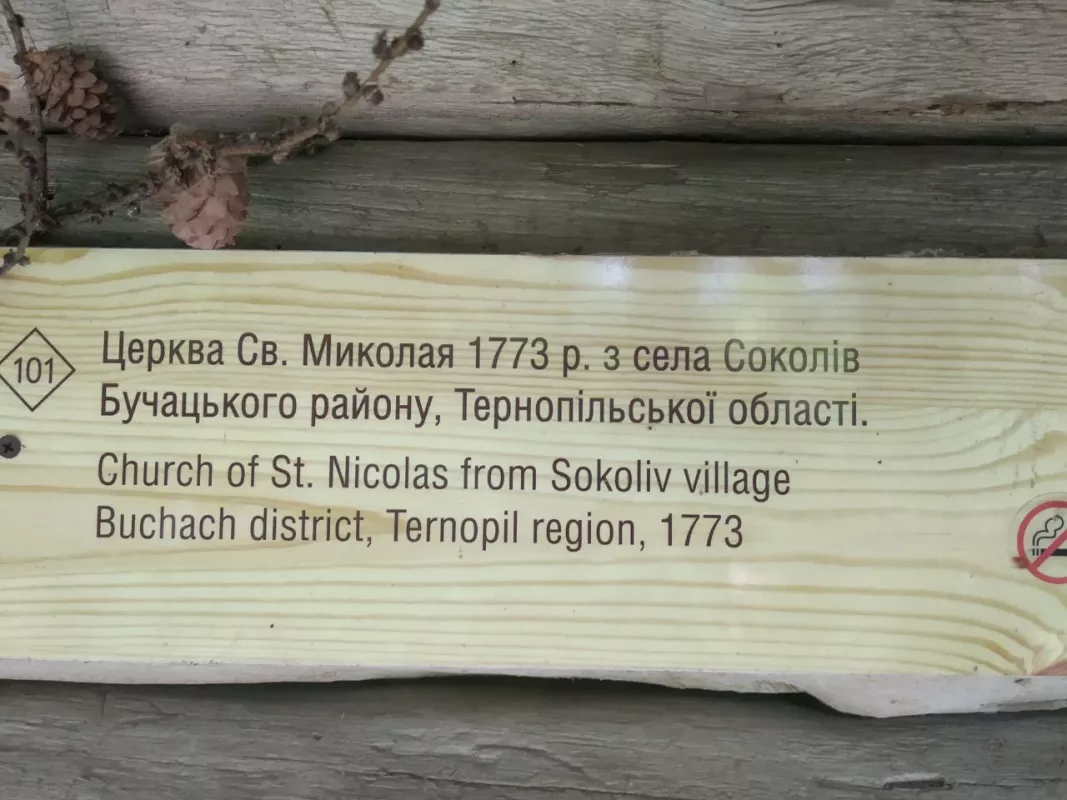 101
Церква Св. Миколая 1773 р. з села Соколів
Бучацького району, Тернопільської області.
Church of St. Nicolas from Sokoliv village
Buchach district, Ternopil region, 1773